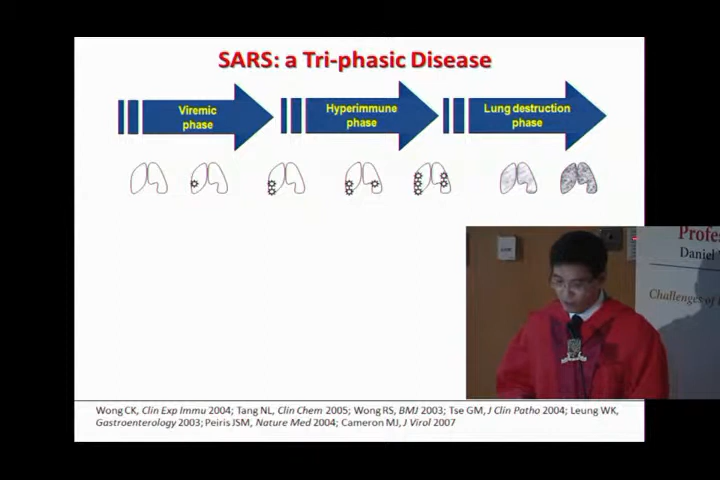 SARS: a Tri-phasic Disease
Viremic
phase
Hyperimmune
phase
Lung destruction
phase
Profes
Daniel
Challenges of
Wong CK, Clin Exp Immu 2004; Tang NL, Clin Chem 2005; Wong RS, BMJ 2003; Tse GM, J Clin Patho 2004; Leung WK,
Gastroenterology 2003; Peiris JSM, Nature Med 2004; Cameron MJ, J Virol 2007